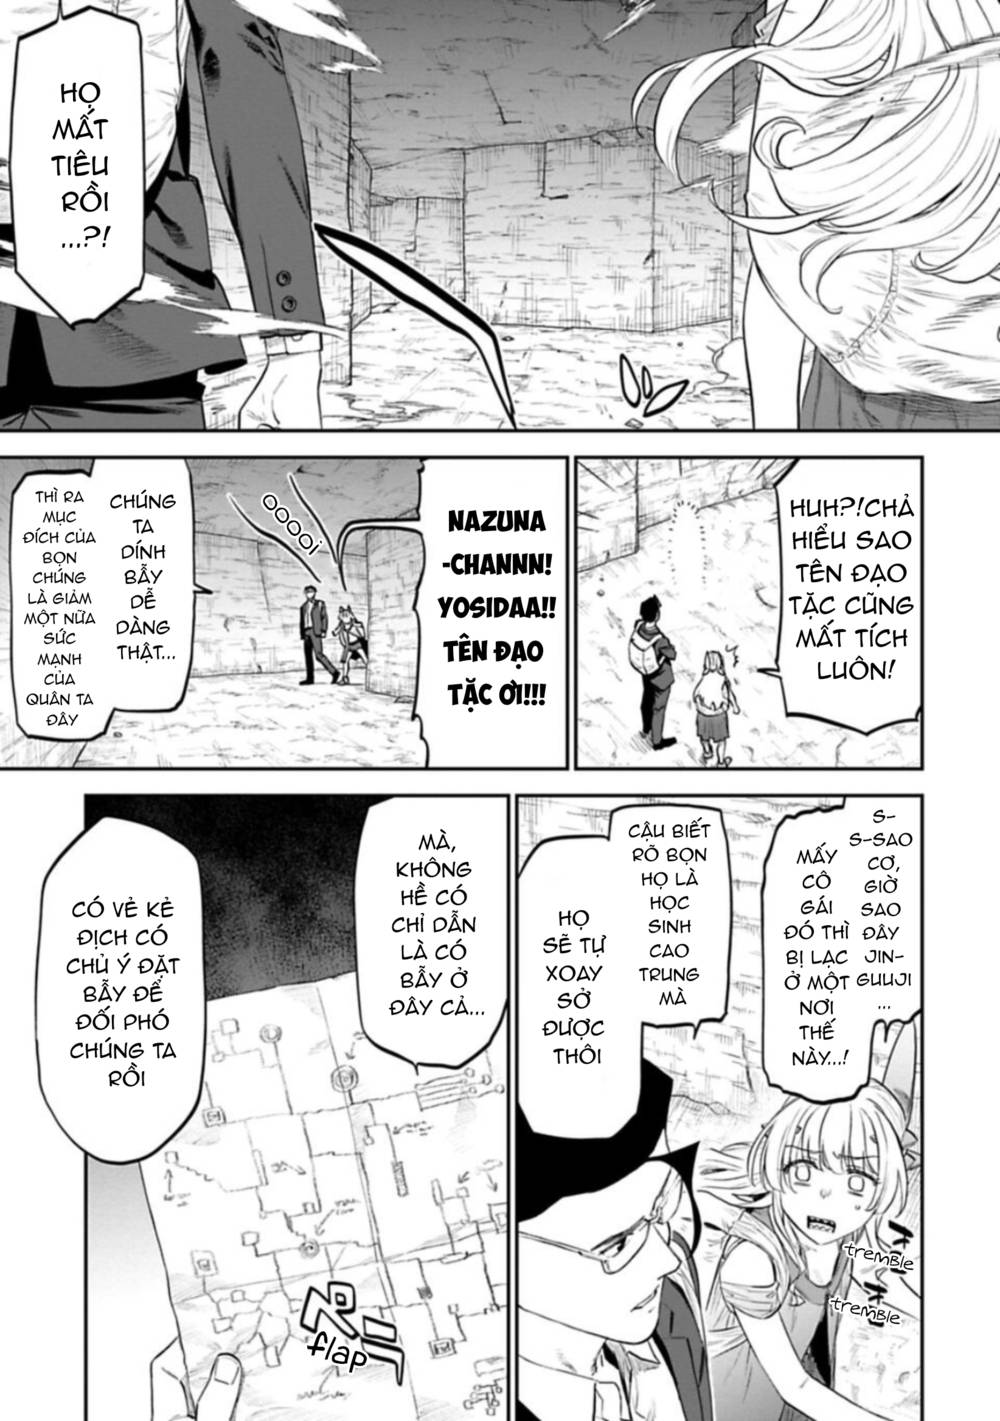 HỌ
MẤT
TIÊU
RỒI
...?!
HUH?!CHẢ
HIỂU SAO
TÊN ĐẠO
TẶC CŨNG
MẤT TÍCH
LUÔN!
NAZUNA
-CHANNN!
YOSIDAA!!
TÊN ĐẠO
TẶC ƠI!!!
OOOOOI
CHÚNG
TA
DÍNH
BẪY
DỄ
DÀNG
THẬT...
THÌ RA
MỤC
ĐÍCH CỦA
BỌN
CHÚNG
LÀ GIẢM
MỘT NỬA
SỨC
MẠNH
CỦA
QUÂN TA
ĐÂY
S-
S-SAO
CƠ,
GIỜ
SAO
ĐÂY
JIN-
GUUJI
...
MẤY
CÔ
GÁI
ĐÓ THÌ
BỊ LẠC
Ở MỘT
NƠI
THẾ
NÀY...!
CẬU BIẾT
RÕ BỌN
HỌ LÀ
HỌC
SINH
CAO
TRUNG
MÀ
HỌ
SẼ TỰ
XOAY
SỞ
ĐƯỢC
THÔI
tremble
tremble
MÀ,
KHÔNG
HỀ CÓ
CHỈ DẪN
LÀ CÓ
BẪY Ở
ĐÂY CẢ...
CÓ VẺ KẺ
ĐỊCH CÓ
CHỦ Ý ĐẶT
BẪY ĐỂ
ĐỐI PHÓ
CHÚNG TA
RỒI
flap